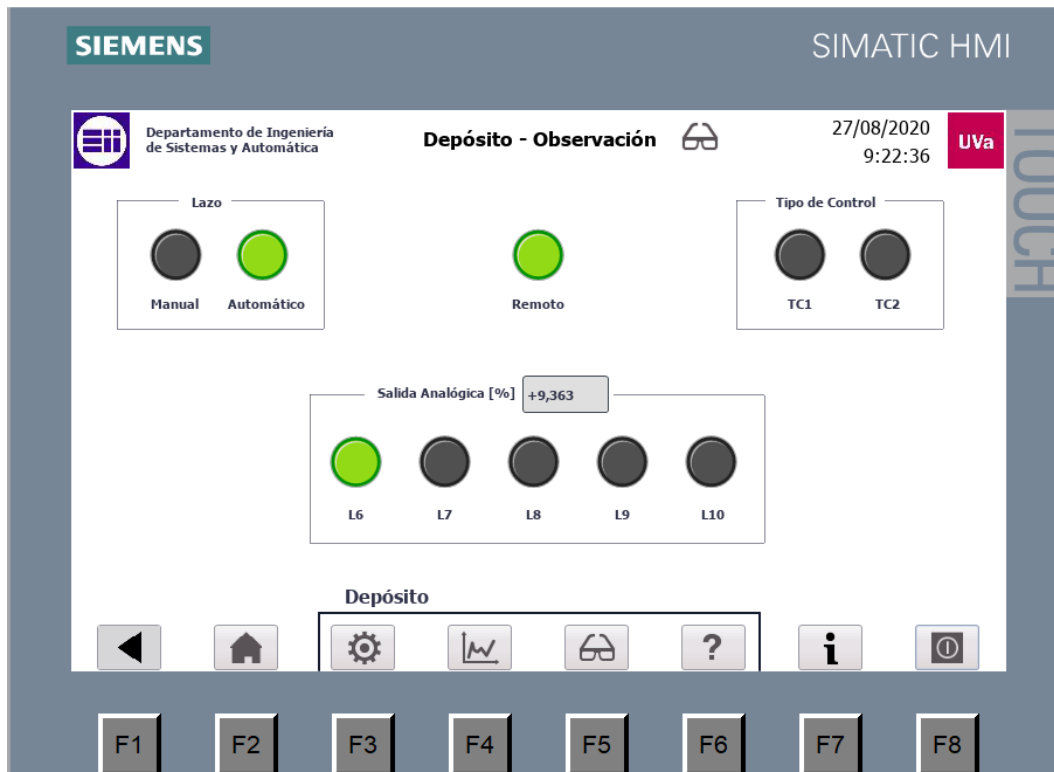 SIEMENS
SIMATIC HMI
TOUCH
Departamento de Ingeniería
de Sistemas y Automática
Depósito - Observación
27/08/2020
9:22:36
UVa
Lazo
Manual
Automático
Remoto
Tipo de Control
TC1
TC2
Salida Analógica [%] +9,363
L6
L7
L8
L9
L10
Depósito
?
i
F1
F2
F3
F4
F5
F6
F7
F8